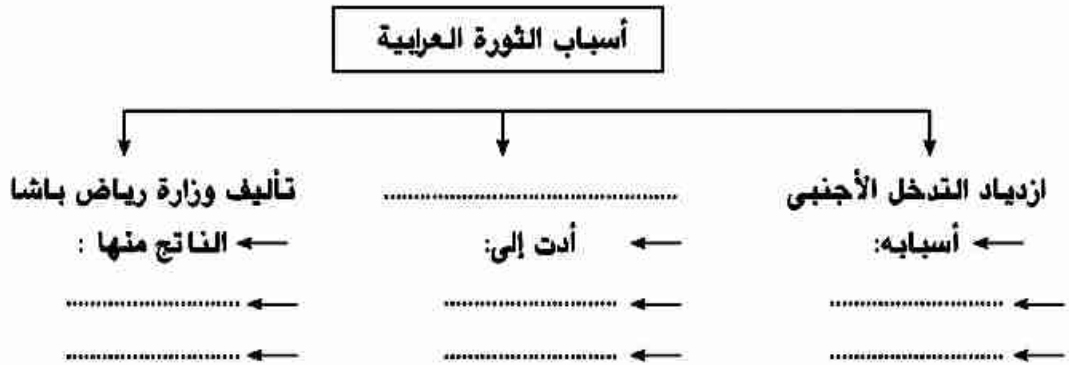 أسباب الثورة العرابية
ازدياد التدخل الأجنبى
أسبابه:
........................
........................
........................................
أدت إلى:
........................
........................
تأليف وزارة رياض باشا
الناتج منها :
........................
........................